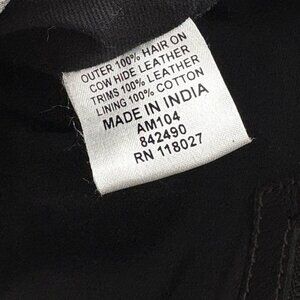 OUTER 100% HAIR ON
COW HIDE LEATHER
TRIMS 100% LEATHER
LINING 100% COTTON
MADE IN INDIA
AM104
842490
RN 118027